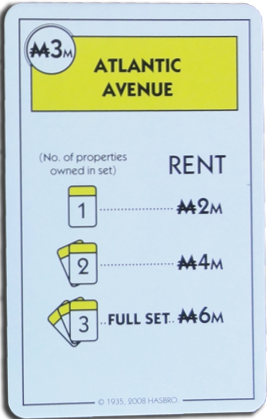 ₩3M
ATLANTIC
AVENUE
(No. of properties
owned in set)
RENT
1 ₩2M
2 ₩4M
3 FULL SET ₩6M
© 1935, 2008 HASBRO.